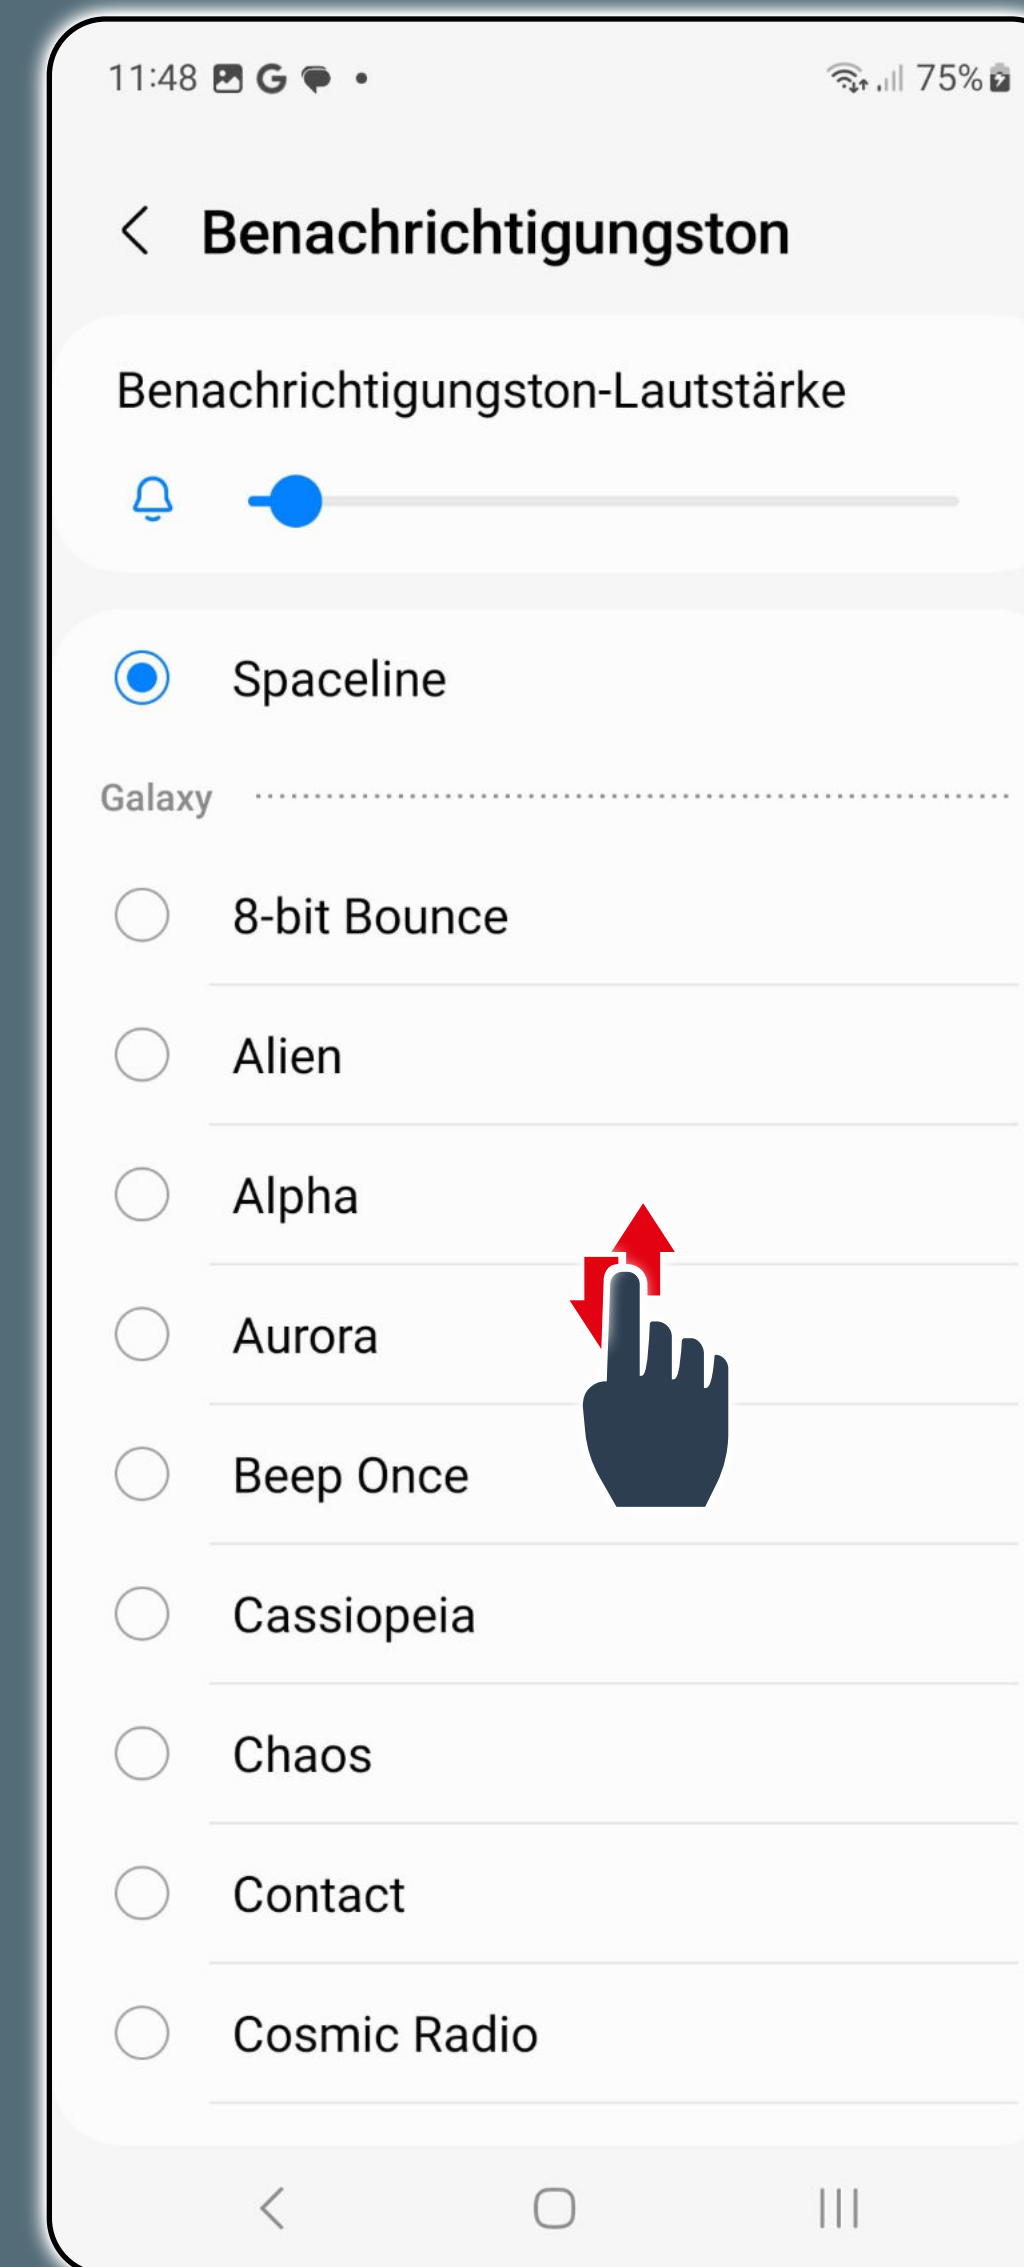 11:48 G 75%
Benachrichtigungston
Benachrichtigungston-Lautstärke
Spaceline
Galaxy
8-bit Bounce
Alien
Alpha
Aurora
Beep Once
Cassiopeia
Chaos
Contact
Cosmic Radio